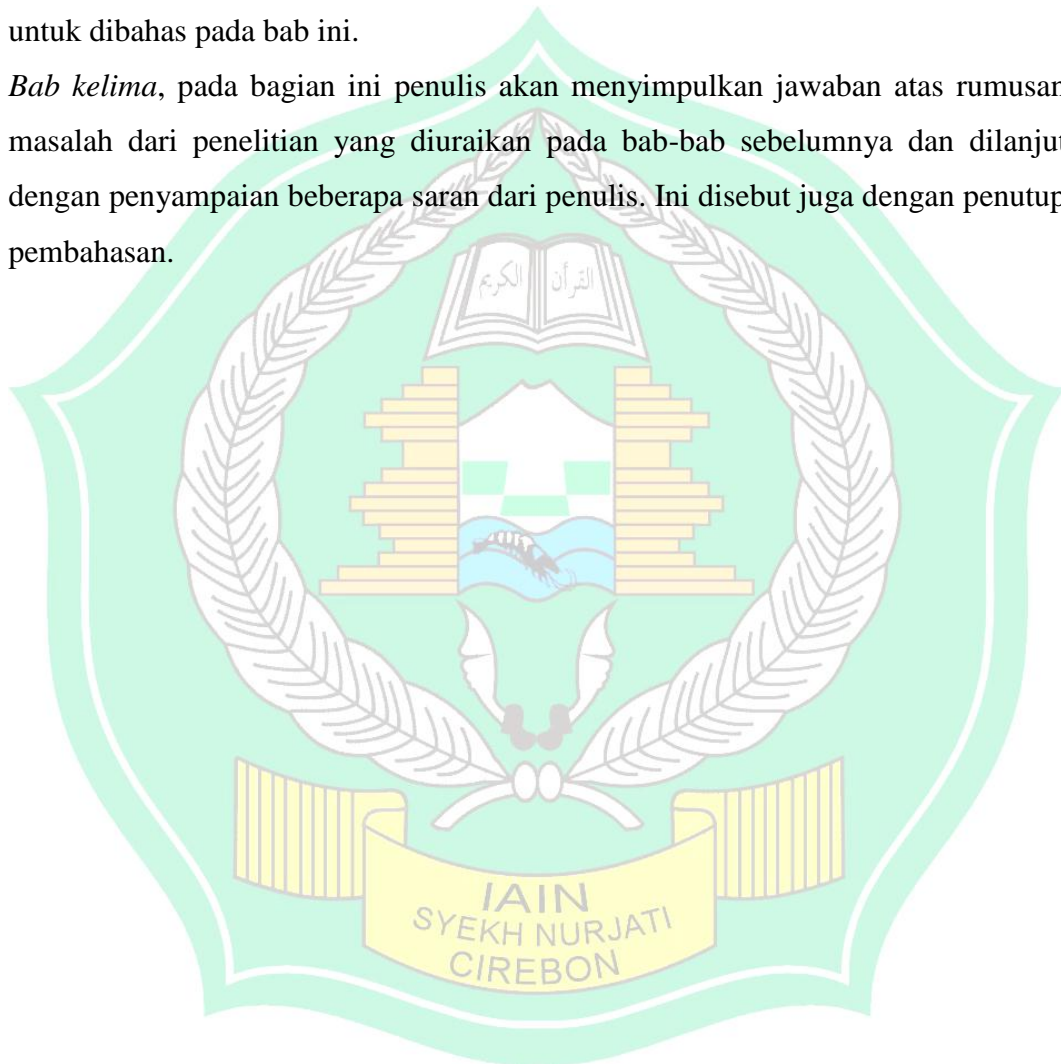 untuk dibahas pada bab ini.
Bab kelima, pada bagian ini penulis akan menyimpulkan jawaban atas rumusan
masalah dari penelitian yang diuraikan pada bab-bab sebelumnya dan dilanjut
dengan penyampaian beberapa saran dari penulis. Ini disebut juga dengan penutup
pembahasan.
القرآن الكريم
IAIN
SYEKH NURJATI
CIREBON